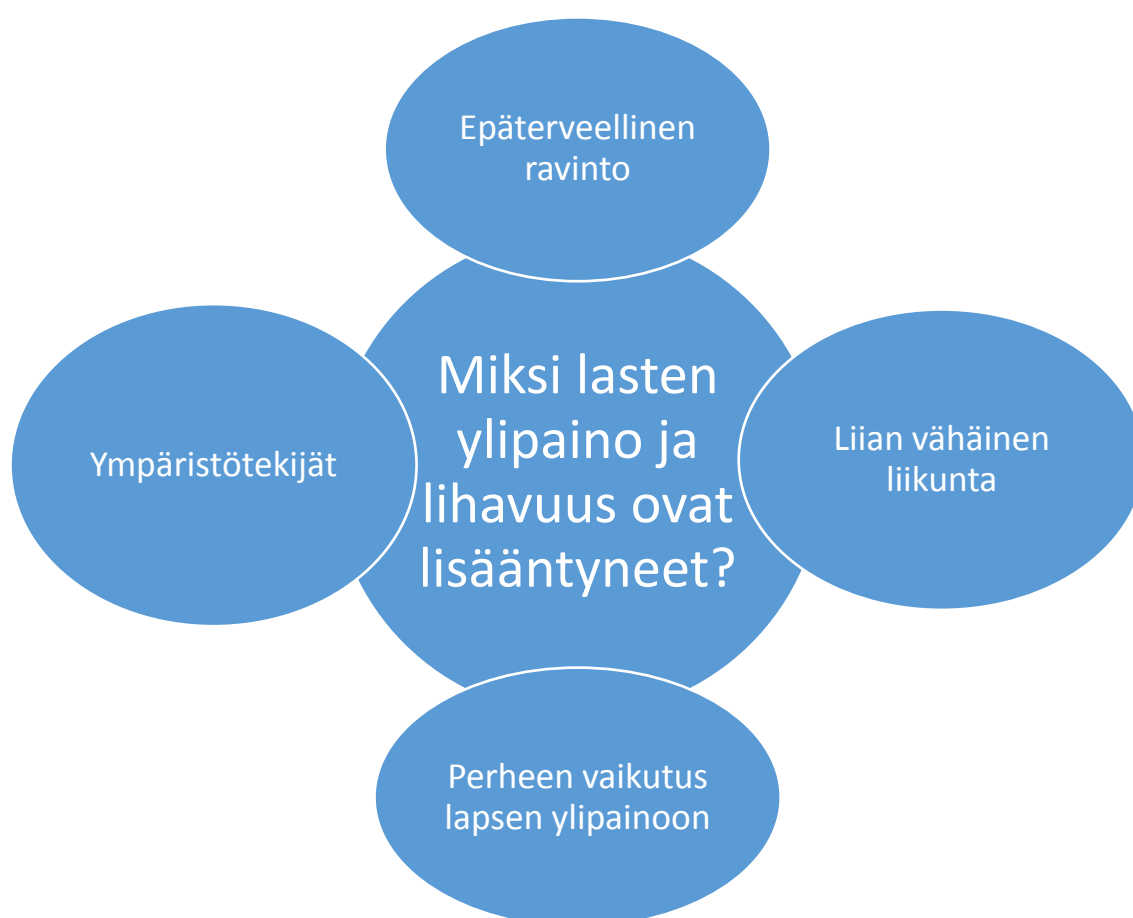 Epäterveellinen
ravinto
Miksi lasten
ylipaino ja
lihavuus ovat
lisääntyneet?
Ympäristötekijät
Liian vähäinen
liikunta
Perheen vaikutus
lapsen ylipainoon